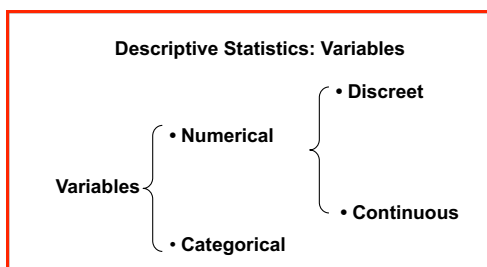 Descriptive Statistics: Variables
• Discreet
• Numerical
Variables
• Continuous
• Categorical